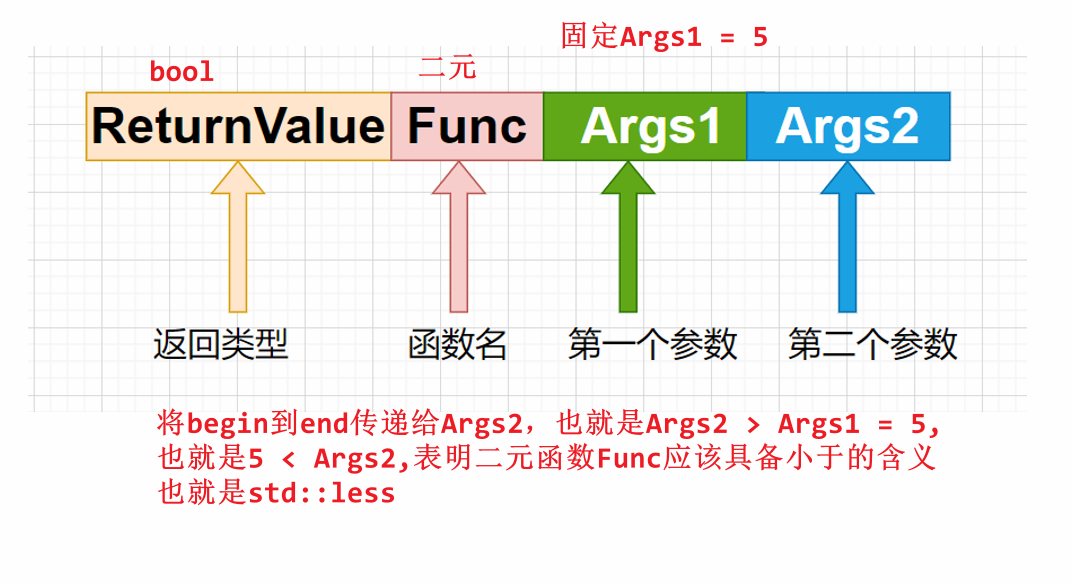 固定Args1 = 5
bool
二元
ReturnValue Func Args1 Args2
返回类型 函数名 第一个参数 第二个参数
将begin到end传递给Args2，也就是Args2 > Args1 = 5,
也就是5 < Args2,表明二元函数Func应该具备小于的含义
也就是std::less